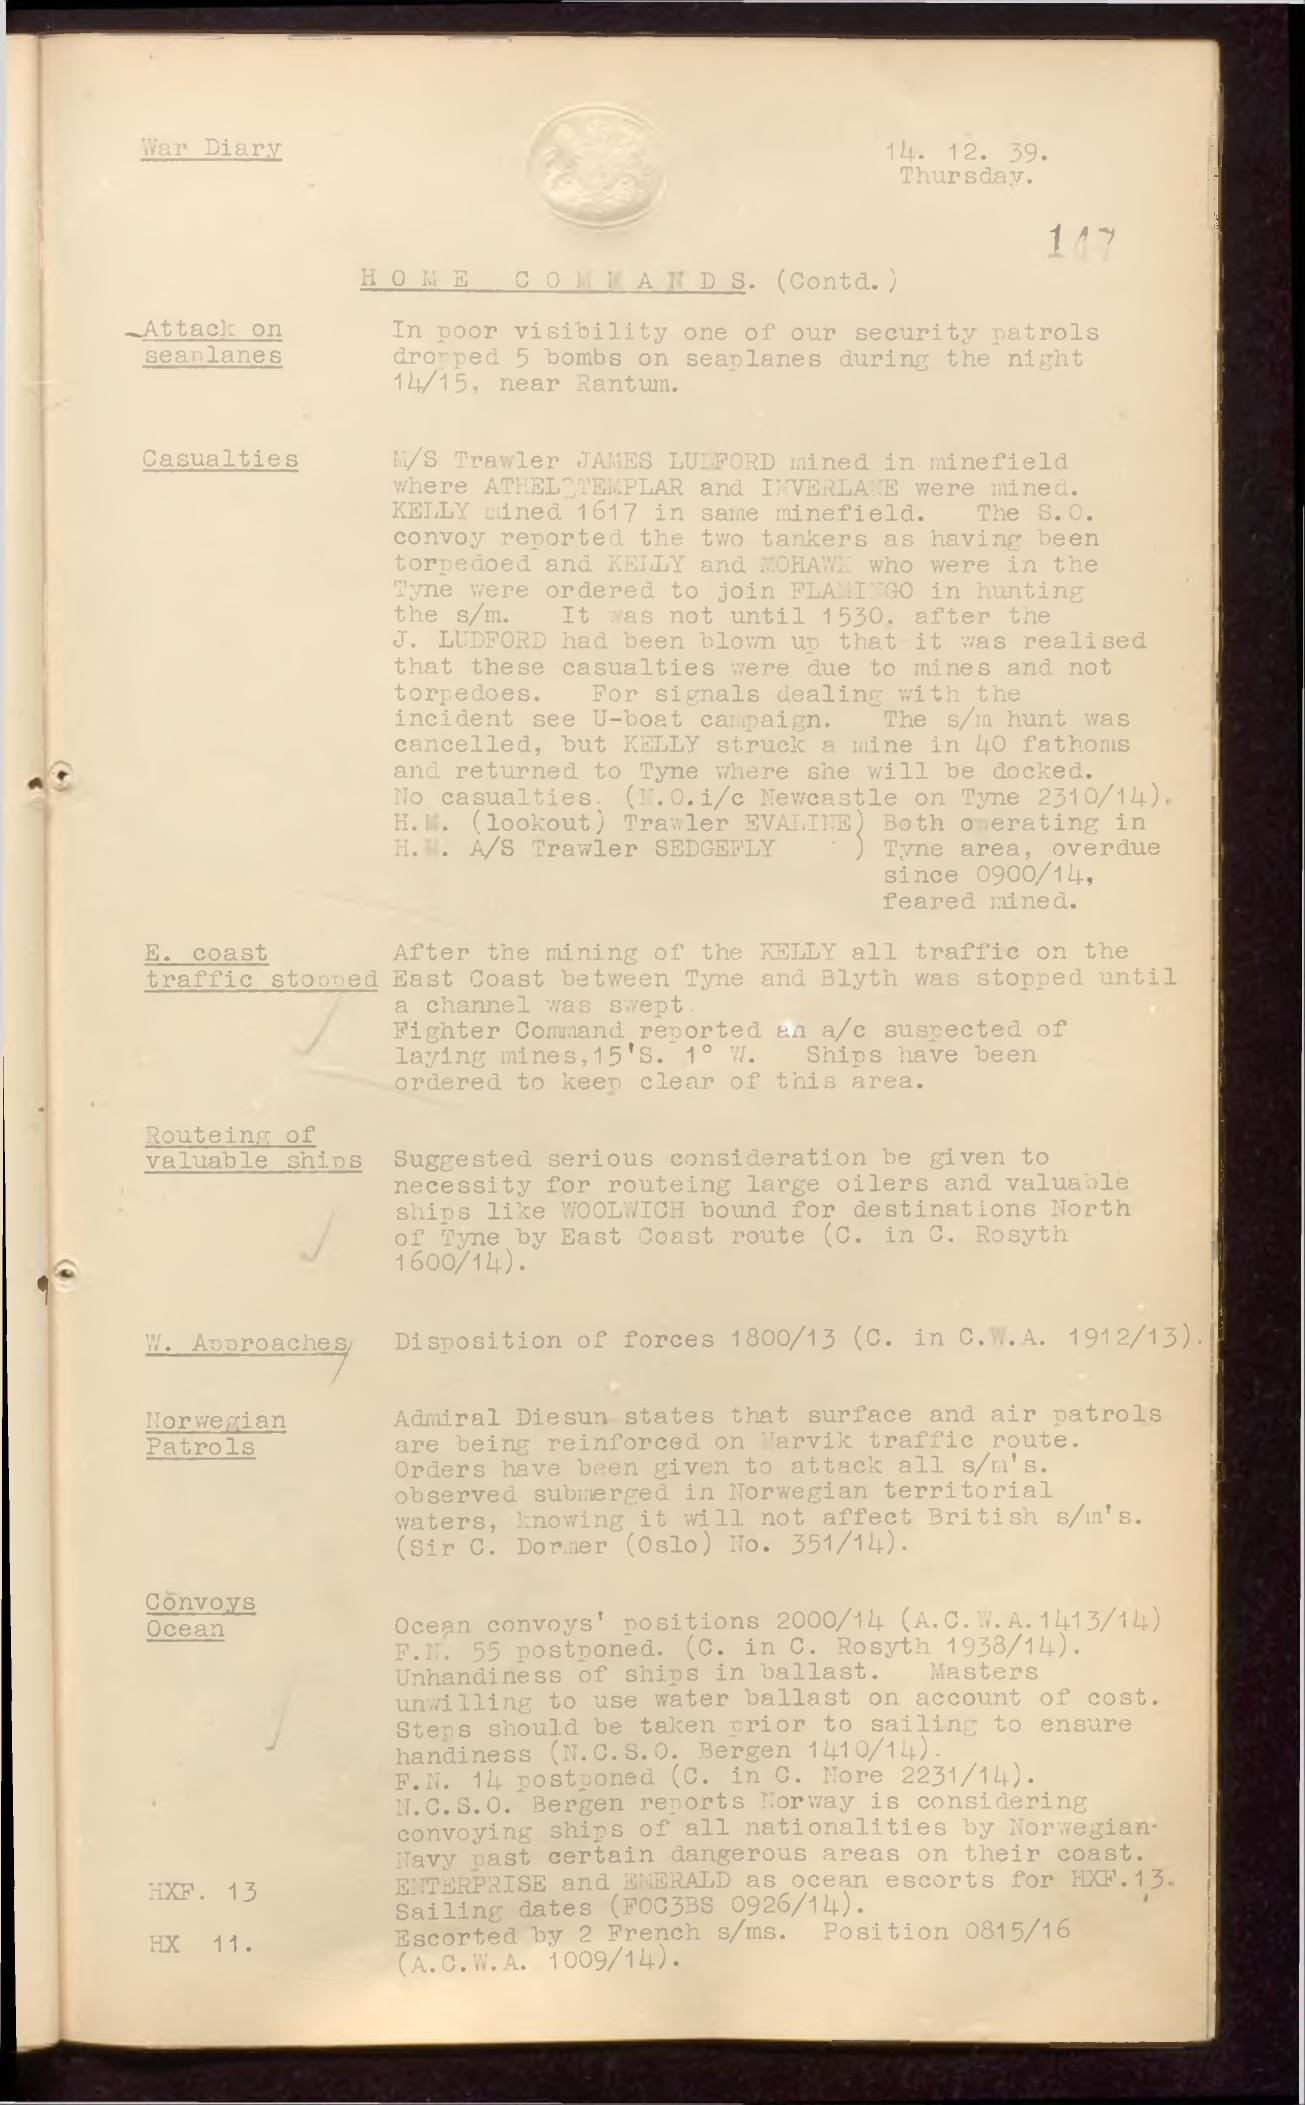 War Diary
14. 12. 39.
Thursday.
147
HOME COMMANDS. (Contd.)
Attack on
seaplanes
In poor visibility one of our security patrols
dropped 5 bombs on seaplanes during the night
14/15, near Rantum.
Casualties
M/S Trawler JAMES LUDFORD mined in minefield
where ATHEL TEMPLAR and INVERLANE were mined.
KELLY mined 1617 in same minefield. The S.O.
convoy reported the two tankers as having been
torpedoed and KELLY and MOHAWK who were in the
Tyne were ordered to join FLAMINGO in hunting
the s/m. It was not until 1530. after the
J. LUDFORD had been blown up that it was realised
that these casualties were due to mines and not
torpedoes. For signals dealing with the
incident see U-boat campaign. The s/m hunt was
cancelled, but KELLY struck a mine in 40 fathoms
and returned to Tyne where she will be docked.
No casualties. (N.O.i/c Newcastle on Tyne 2310/14).
H.M. (lookout) Trawler EVALINE) Both operating in
H.M. A/S Trawler SEDGEFLY ) Tyne area, overdue
since 0900/14,
feared mined.
E. coast
traffic stopped
After the mining of the KELLY all traffic on the
East Coast between Tyne and Blyth was stopped until
a channel was swept.
Fighter Command reported an a/c suspected of
laying mines,15'S. 1° W. Ships have been
ordered to keep clear of this area.
Routeing of
valuable ships
Suggested serious consideration be given to
necessity for routeing large oilers and valuable
ships like WOOLWICH bound for destinations North
of Tyne by East Coast route (C. in C. Rosyth
1600/14).
W. Approaches
Disposition of forces 1800/13 (C. in C.W.A. 1912/13).
Norwegian
Patrols
Admiral Diesun states that surface and air patrols
are being reinforced on Narvik traffic route.
Orders have been given to attack all s/m's.
observed submerged in Norwegian territorial
waters, knowing it will not affect British s/m's.
(Sir C. Dormer (Oslo) No. 351/14).
Convoys
Ocean
Ocean convoys' positions 2000/14 (A.C.W.A.1413/14)
F.N. 55 postponed. (C. in C. Rosyth 1938/14).
Unhandiness of ships in ballast. Masters
unwilling to use water ballast on account of cost.
Steps should be taken prior to sailing to ensure
handiness (N.C.S.O. Bergen 1410/14).
F.N. 14 postponed (C. in C. Nore 2231/14).
N.C.S.O. Bergen reports Norway is considering
convoying ships of all nationalities by Norwegian
Navy past certain dangerous areas on their coast.
HXF. 13
ENTERPRISE and EMERALD as ocean escorts for HXF.13.
Sailing dates (FOC3BS 0926/14).
HX 11.
Escorted by 2 French s/ms. Position 0815/16
(A.C.W.A. 1009/14).